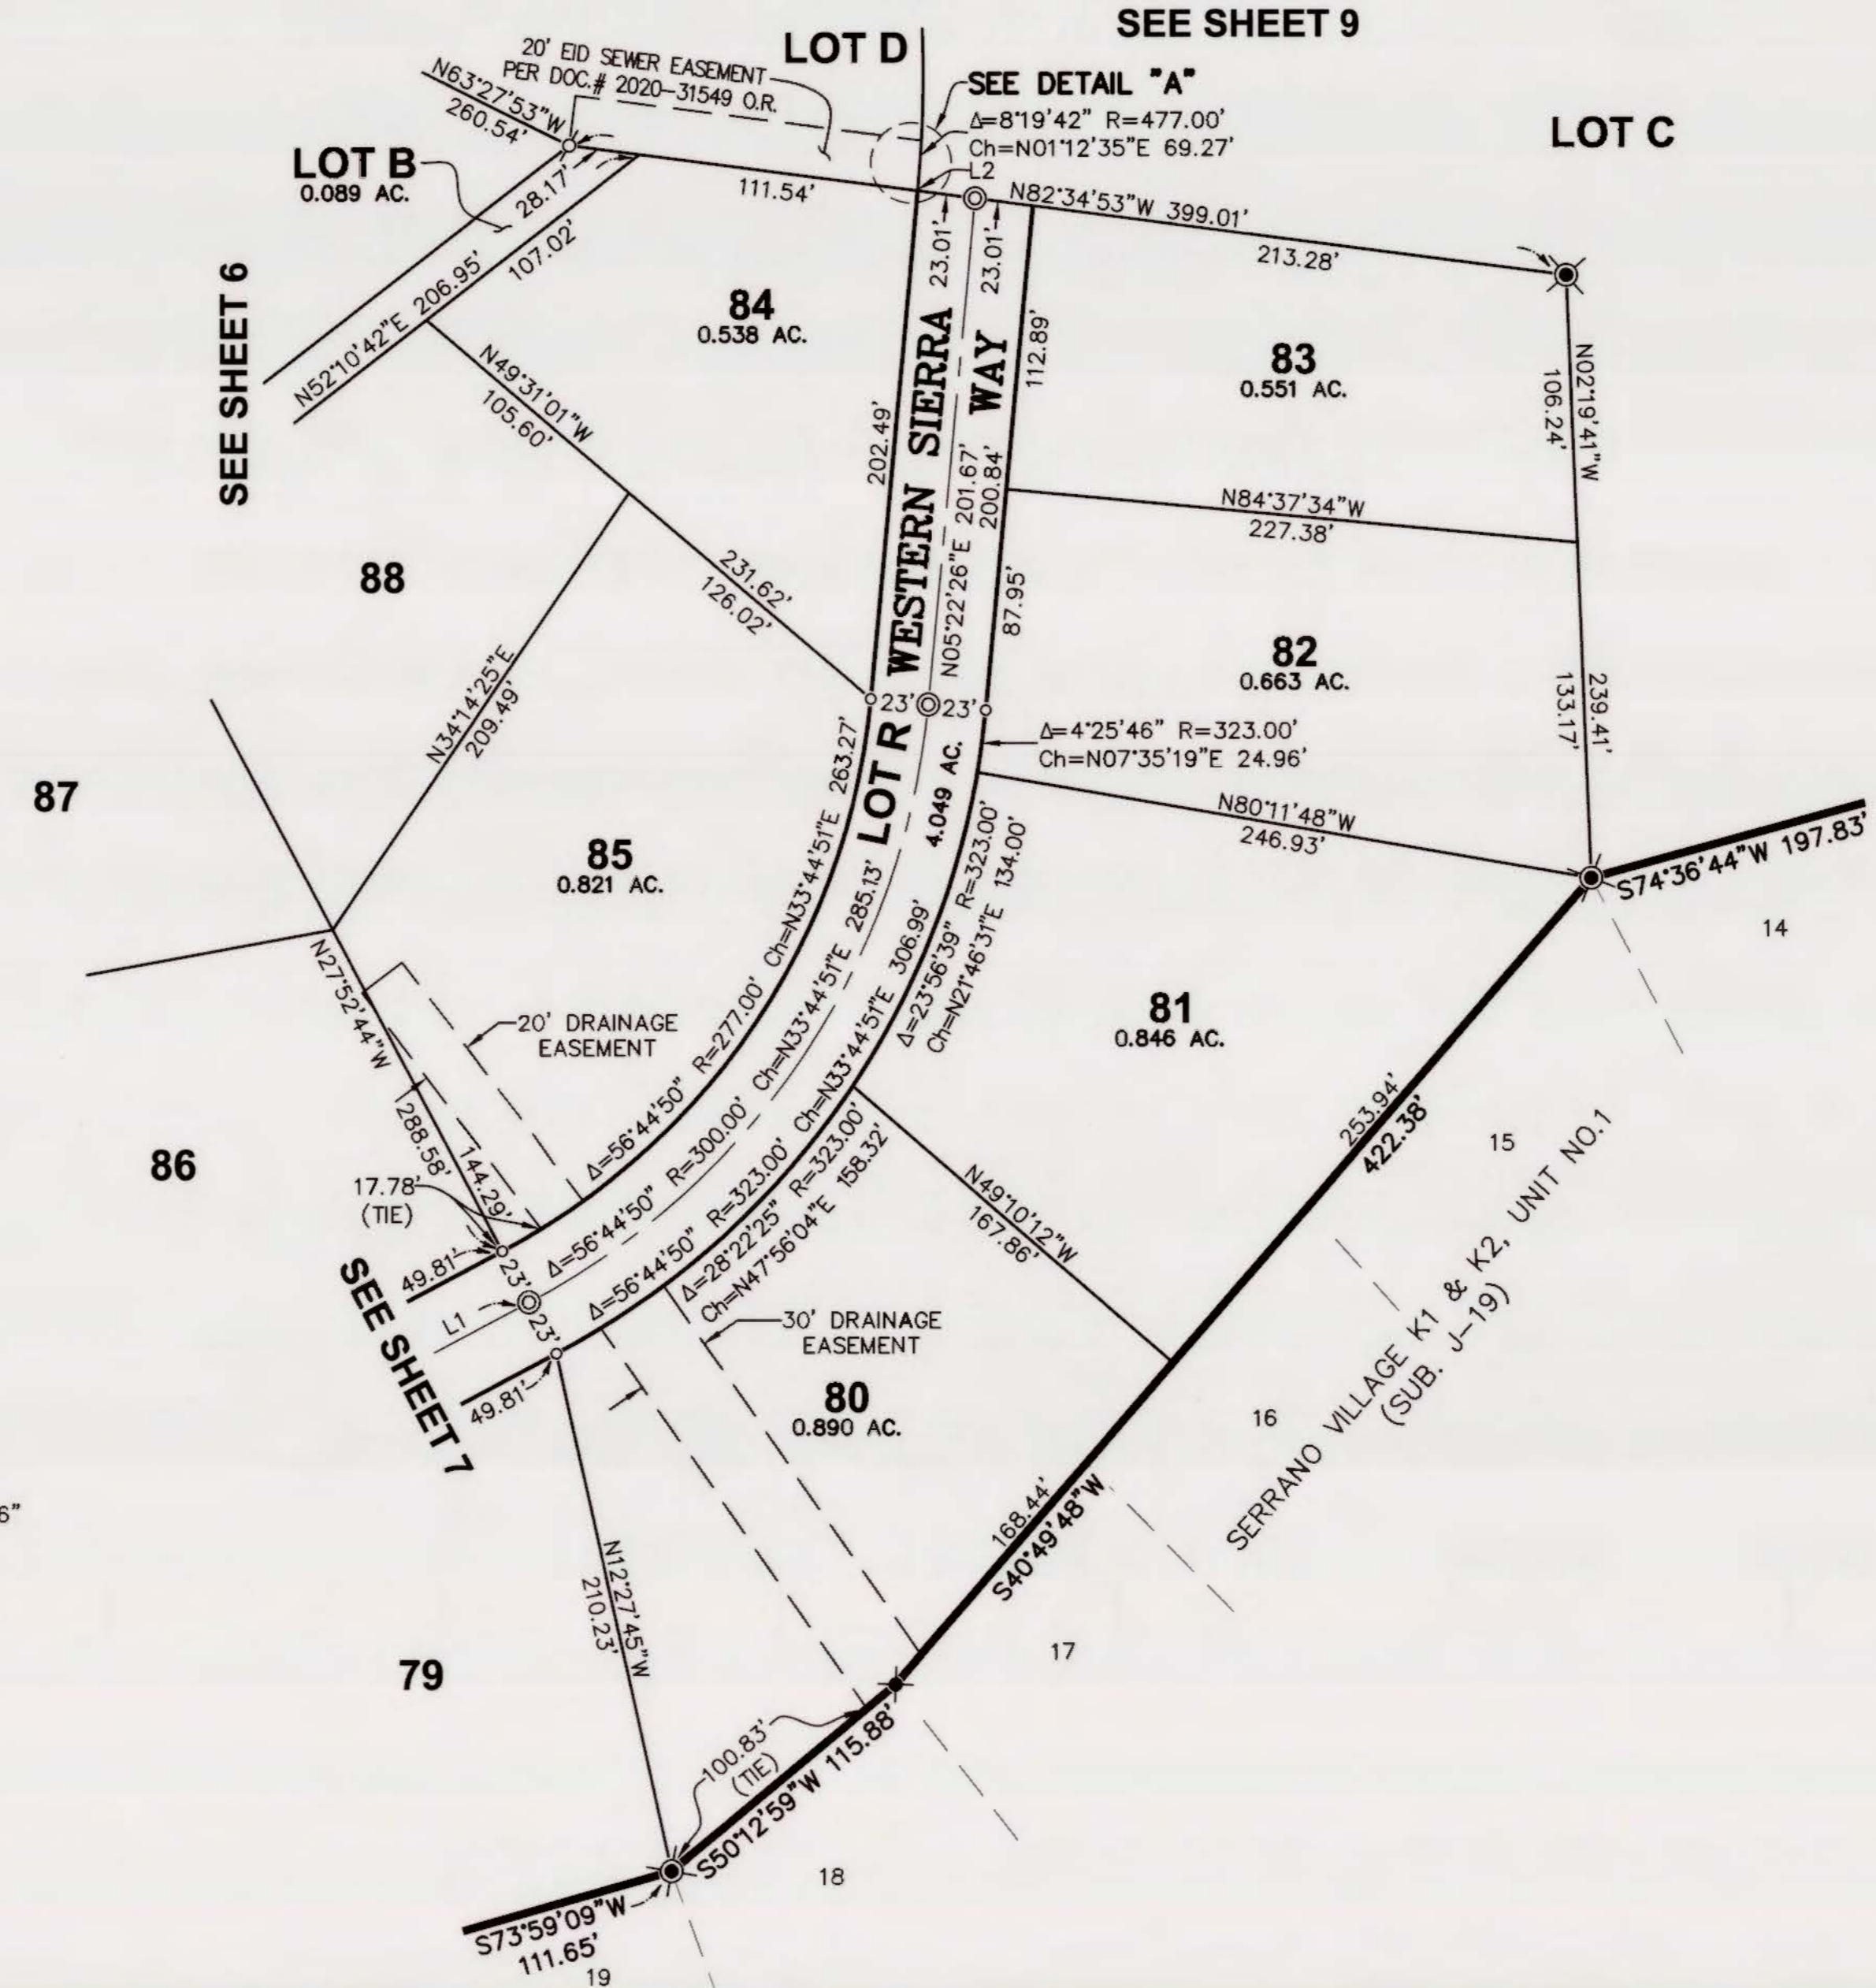 SEE SHEET 9
LOT D
20' EID SEWER EASEMENT
PER DOC.# 2020-31549 O.R.
N63°27'53"W
260.54'
SEE DETAIL "A"
Δ=8°19'42" R=477.00'
Ch=N01°12'35"E 69.27'
L2
LOT C
LOT B
0.089 AC.
28.17'
111.54'
N82°34'53"W 399.01'
213.28'
N52°10'42"E 206.95'
107.02'
SEE SHEET 6
84
0.538 AC.
23.01'
23.01'
WESTERN SIERRA WAY
112.89'
83
0.551 AC.
N02°19'41"W
106.24'
N49°31'01"W
105.60'
202.49'
N05°22'26"E 201.67'
200.84'
N84°37'34"W
227.38'
88
231.62'
126.02'
87.95'
82
0.663 AC.
239.41'
133.17'
N34°14'25"E
209.49'
23'
23'
LOT R
4.049 AC.
Δ=4°25'46" R=323.00'
Ch=N07°35'19"E 24.96'
87
N80°11'48"W
246.93'
S74°36'44"W 197.83'
14
85
0.821 AC.
Δ=56°44'50" R=277.00' Ch=N33°44'51"E 263.27'
Δ=56°44'50" R=300.00' Ch=N33°44'51"E 285.13'
Δ=56°44'50" R=323.00' Ch=N33°44'51"E 306.99'
Δ=23°56'39" R=323.00'
Ch=N21°46'31"E 134.00'
N27°52'44"W
288.58'
144.29'
20' DRAINAGE
EASEMENT
81
0.846 AC.
253.94'
422.38'
15
86
17.78'
(TIE)
49.81'
23'
L1
23'
49.81'
SEE SHEET 7
Δ=28°22'25" R=323.00'
Ch=N47°56'04"E 158.32'
N49°10'12"W
167.86'
30' DRAINAGE
EASEMENT
80
0.890 AC.
16
SERRANO VILLAGE K1 & K2, UNIT NO.1
(SUB. J-19)
6"
168.44'
S40°49'48"W
N12°27'45"W
210.23'
17
79
100.83'
(TIE)
S50°12'59"W 115.88'
18
S73°59'09"W
111.65'
19